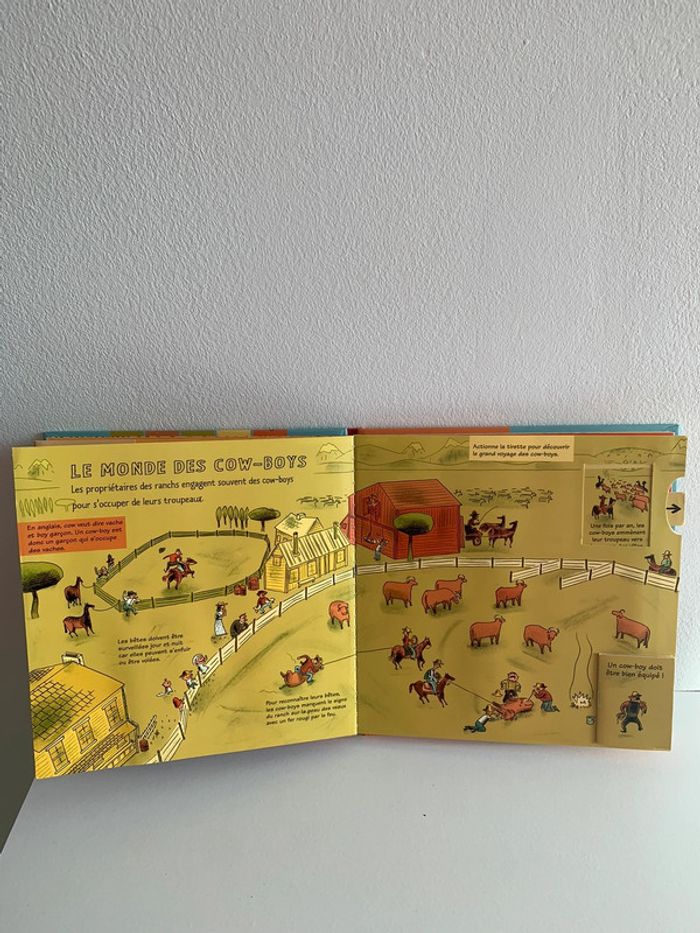 LE MONDE DES COW-BOYS
Les propriétaires des ranchs engagent souvent des cow-boys
pour s'occuper de leurs troupeaux.
En anglais, cow veut dire vache
et boy garçon. Un cow-boy est
donc un garçon qui s'occupe
des vaches.
Les bêtes doivent être
surveillées jour et nuit
car elles peuvent s'enfuir
ou être volées.
Pour reconnaître leurs bêtes,
les cow-boys marquent le signe
du ranch sur la peau des veaux
avec un fer rougi par le feu.
Actionne la tirette pour découvrir
le grand voyage des cow-boys.
Une fois par an, les
cow-boys emmènent
leur troupeau vers
Un cow-boy doit
être bien équipé !